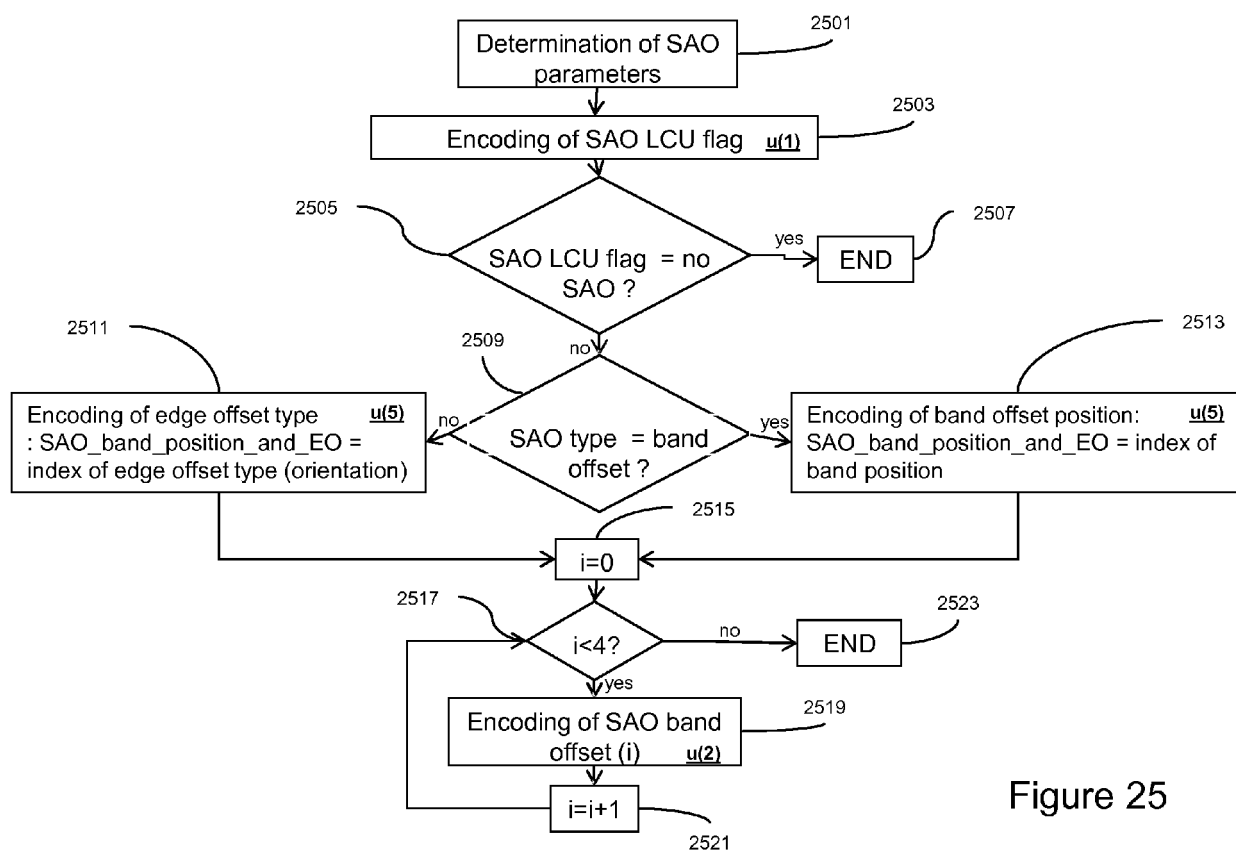 2501
Determination of SAO
parameters
2503
Encoding of SAO LCU flag u(1)
2505
2507
SAO LCU flag = no
SAO ?
yes
END
2511
2513
2509
no
Encoding of edge offset type u(5)
: SAO_band_position_and_EO =
index of edge offset type (orientation)
no
SAO type = band
offset ?
yes
Encoding of band offset position: u(5)
SAO_band_position_and_EO = index of
band position
2515
i=0
2517
2523
i<4?
no
END
yes
2519
Encoding of SAO band
offset (i) u(2)
i=i+1
2521
Figure 25